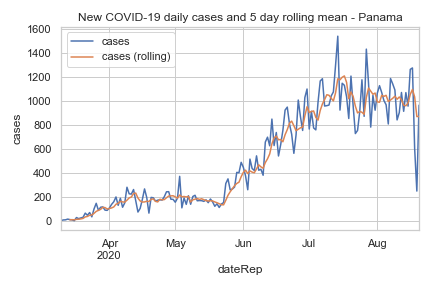 New COVID-19 daily cases and 5 day rolling mean - Panama
cases
cases (rolling)
1600
1400
1200
1000
800
600
400
200
0
cases
Apr
2020
May
Jun
Jul
Aug
dateRep